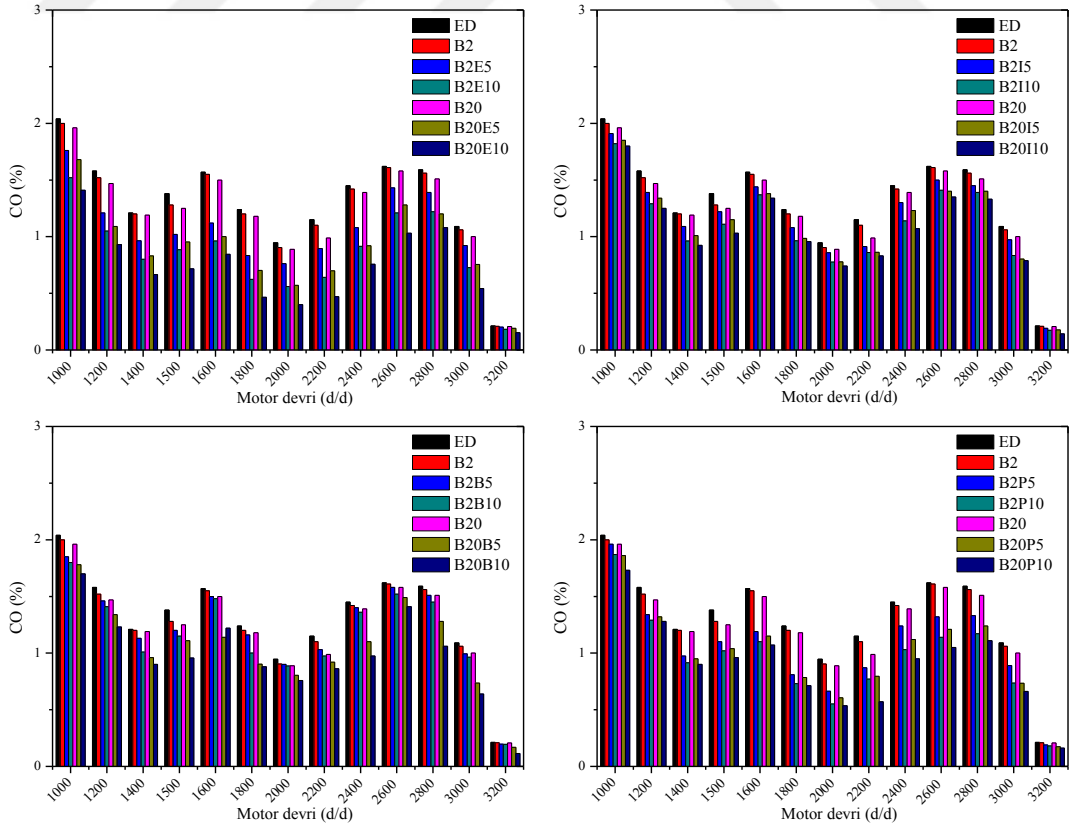 3
2
1
0
CO (%)
ED
B2
B2E5
B2E10
B20
B20E5
B20E10
1000
1200
1400
1500
1600
1800
2000
2200
2400
2600
2800
3000
3200
Motor devri (d/d)
3
2
1
0
CO (%)
ED
B2
B2I5
B2I10
B20
B20I5
B20I10
1000
1200
1400
1500
1600
1800
2000
2200
2400
2600
2800
3000
3200
Motor devri (d/d)
3
2
1
0
CO (%)
ED
B2
B2B5
B2B10
B20
B20B5
B20B10
1000
1200
1400
1500
1600
1800
2000
2200
2400
2600
2800
3000
3200
Motor devri (d/d)
3
2
1
0
CO (%)
ED
B2
B2P5
B2P10
B20
B20P5
B20P10
1000
1200
1400
1500
1600
1800
2000
2200
2400
2600
2800
3000
3200
Motor devri (d/d)